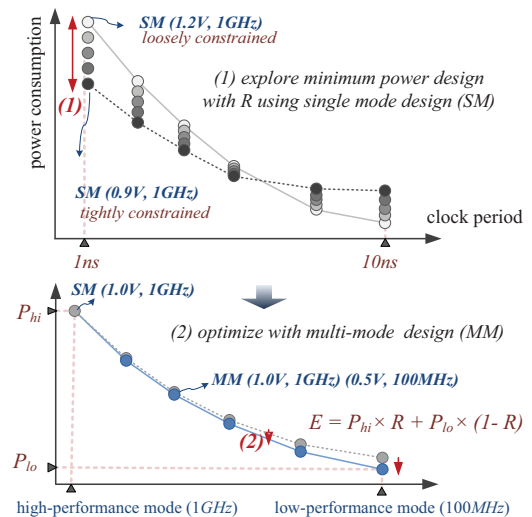 SM (1.2V, 1GHz)
loosely constrained
power consumption
(1) explore minimum power design
with R using single mode design (SM)
(1)
SM (0.9V, 1GHz)
tightly constrained
clock period
1ns
10ns
SM (1.0V, 1GHz)
P_hi
(2) optimize with multi-mode design (MM)
MM (1.0V, 1GHz) (0.5V, 100MHz)
E = P_hi × R + P_lo × (1- R)
(2)
P_lo
high-performance mode (1GHz)
low-performance mode (100MHz)